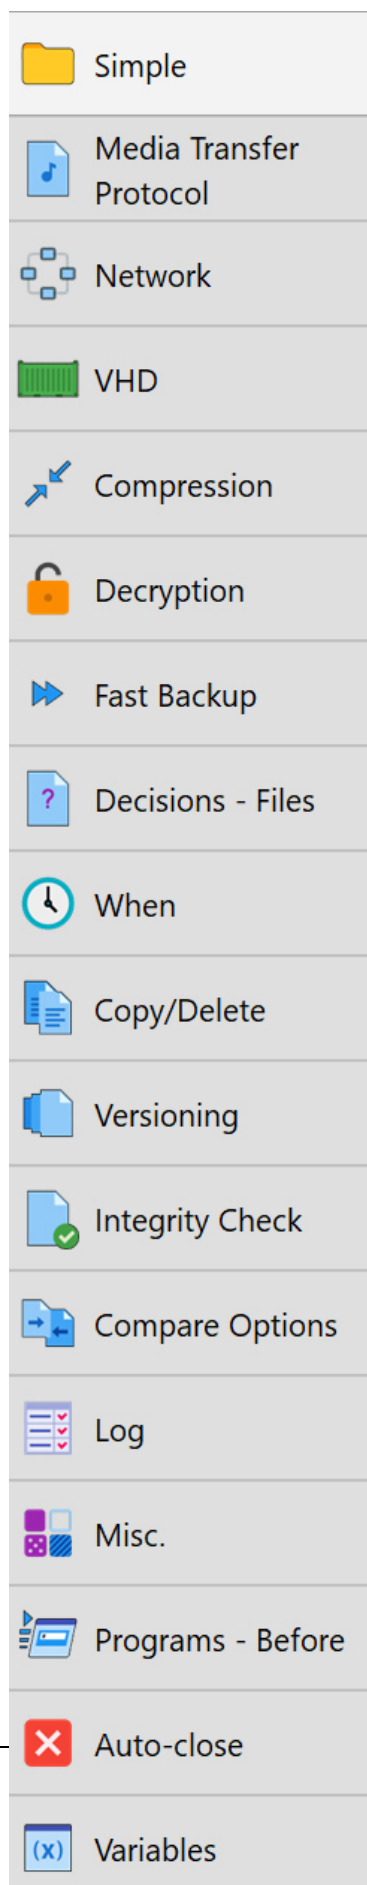 Simple
Media Transfer
Protocol
Network
VHD
Compression
Decryption
Fast Backup
?
Decisions - Files
When
Copy/Delete
Versioning
Integrity Check
Compare Options
Log
Misc.
Programs - Before
Auto-close
(x)
Variables